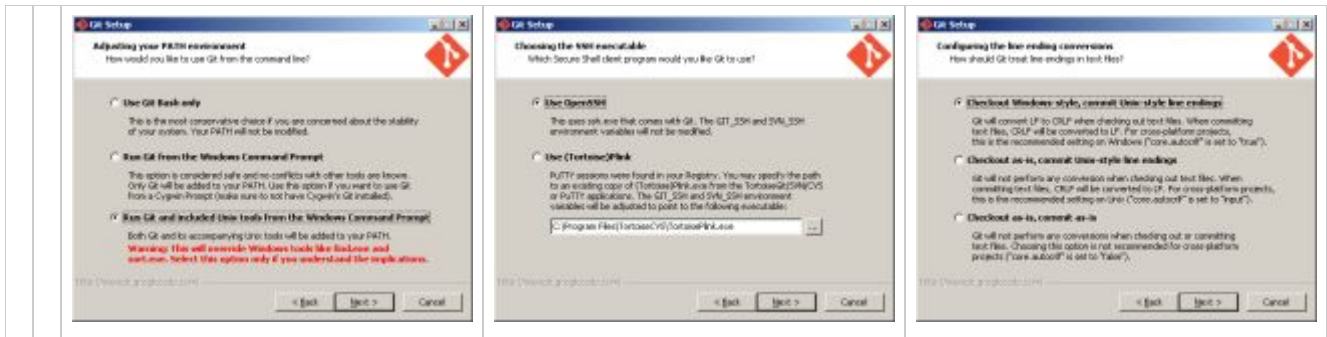 Git Setup
Adjusting your PATH environment
How would you like to use Git from the command line?
Use Git Bash only
This is the most conservative choice if you are concerned about the stability
of your system. Your PATH will not be modified.
Run Git from the Windows Command Prompt
This option is considered safe and no conflicts with other tools are known.
Only Git will be added to your PATH. Use this option if you want to use Git
from a Cygwin Prompt (make sure to not have Cygwin's Git installed).
Run Git and included Unix tools from the Windows Command Prompt
Both Git and its accompanying Unix tools will be added to your PATH.
Warning: This will override Windows tools like find.exe and
sort.exe. Select this option only if you understand the implications.
< Back
Next >
Cancel
Git Setup
Choosing the SSH executable
Which Secure Shell client program would you like Git to use?
Use OpenSSH
This uses ssh.exe that comes with Git. The GIT_SSH and SVN_SSH
environment variables will not be modified.
Use (Tortoise)Plink
PuTTY sessions were found in your Registry. You may specify the path
to an existing copy of (Tortoise)Plink.exe from the TortoiseGit/SVN/CVS
or PuTTY applications. The GIT_SSH and SVN_SSH environment
variables will be adjusted to point to the following executable:
C:\Program Files\TortoiseCVS\TortoisePlink.exe
...
< Back
Next >
Cancel
Git Setup
Configuring the line ending conversions
How should Git treat line endings in text files?
Checkout Windows-style, commit Unix-style line endings
Git will convert LF to CRLF when checking out text files. When committing
text files, CRLF will be converted to LF. For cross-platform projects,
this is the recommended setting on Windows ("core.autocrlf" is set to "true").
Checkout as-is, commit Unix-style line endings
Git will not perform any conversion when checking out text files. When
committing text files, CRLF will be converted to LF. For cross-platform projects,
this is the recommended setting on Unix ("core.autocrlf" is set to "input").
Checkout as-is, commit as-is
Git will not perform any conversions when checking out or committing
text files. Choosing this option is not recommended for cross-platform
projects ("core.autocrlf" is set to "false").
< Back
Next >
Cancel